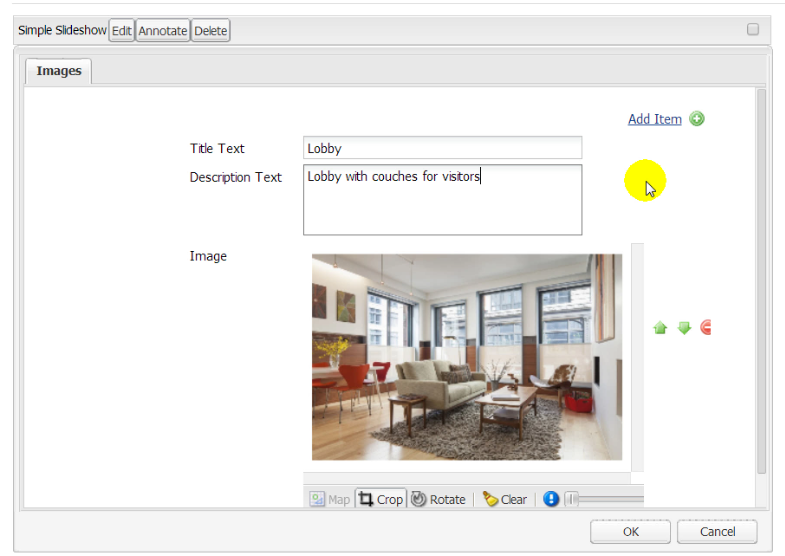 Simple Slideshow Edit Annotate Delete
Images
Add Item
Title Text Lobby
Description Text Lobby with couches for visitors
Image
Map Crop Rotate Clear
OK Cancel